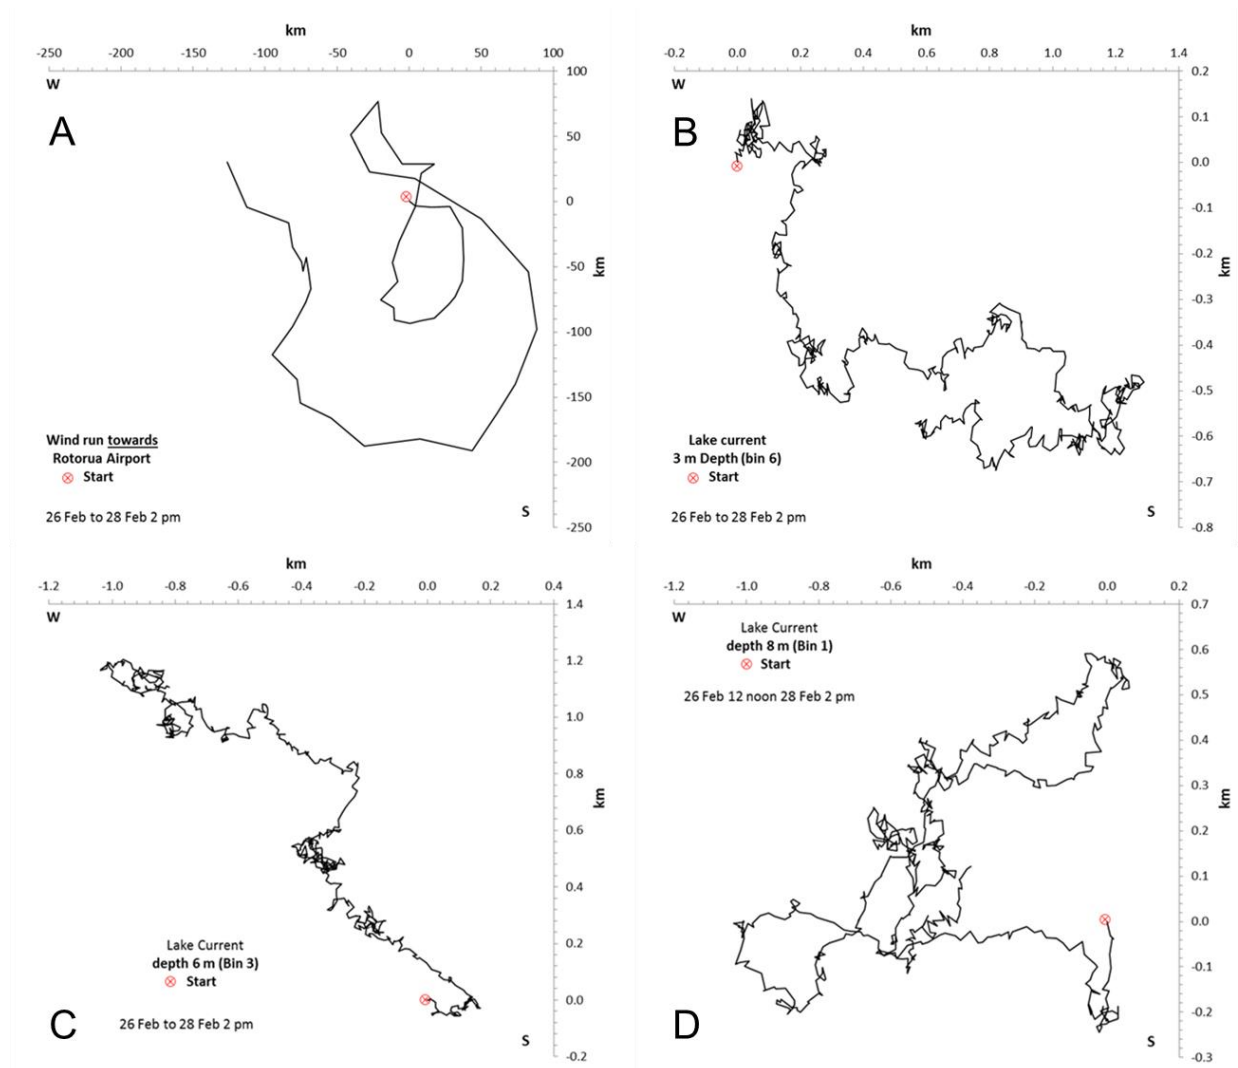 km
-250 -200 -150 -100 -50 0 50 100
100
W
A
50
0
-50
km
-100
-150
Wind run towards
Rotorua Airport
Start
-200
26 Feb to 28 Feb 2 pm
S
-250
km
-0.2 0.0 0.2 0.4 0.6 0.8 1.0 1.2 1.4
0.2
W
B
0.1
0.0
-0.1
-0.2
km
-0.3
-0.4
-0.5
Lake current
3 m Depth (bin 6)
Start
-0.6
-0.7
26 Feb to 28 Feb 2 pm
S
-0.8
km
-1.2 -1.0 -0.8 -0.6 -0.4 -0.2 0.0 0.2 0.4
1.4
W
1.2
1.0
0.8
km
0.6
0.4
0.2
Lake Current
depth 6 m (Bin 3)
Start
0.0
26 Feb to 28 Feb 2 pm
C
S
-0.2
km
-1.2 -1.0 -0.8 -0.6 -0.4 -0.2 0.0 0.2
0.7
W
Lake Current
depth 8 m (Bin 1)
Start
0.6
26 Feb 12 noon 28 Feb 2 pm
0.5
0.4
0.3
km
0.2
0.1
0.0
-0.1
-0.2
D
S
-0.3